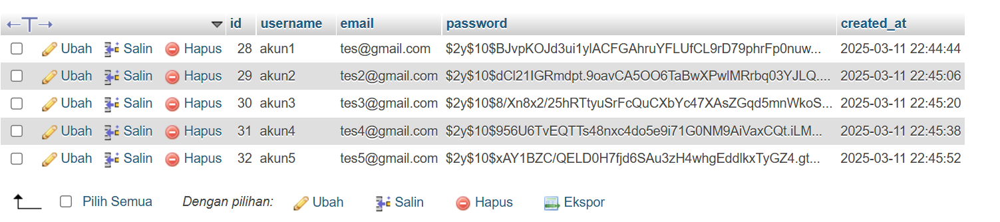 id username email password created_at
Ubah Salin Hapus 28 akun1 tes@gmail.com $2y$10$BJvpKOJd3ui1ylACFGAhruYFLUfCL9rD79phrFp0nuw... 2025-03-11 22:44:44
Ubah Salin Hapus 29 akun2 tes2@gmail.com $2y$10$dCl21IGRmdpt.9oavCA5OO6TaBwXPwlMRrbq03YJLQ.... 2025-03-11 22:45:06
Ubah Salin Hapus 30 akun3 tes3@gmail.com $2y$10$8/Xn8x2/25hRTtyuSrFcQuCXbYc47XAsZGqd5mnWkoS... 2025-03-11 22:45:20
Ubah Salin Hapus 31 akun4 tes4@gmail.com $2y$10$956U6TvEQTTs48nxc4do5e9i71G0NM9AiVaxCQt.iLM... 2025-03-11 22:45:38
Ubah Salin Hapus 32 akun5 tes5@gmail.com $2y$10$xAY1BZC/QELD0H7fjd6SAu3zH4whgEddlkxTyGZ4.gt... 2025-03-11 22:45:52
Pilih Semua Dengan pilihan: Ubah Salin Hapus Ekspor